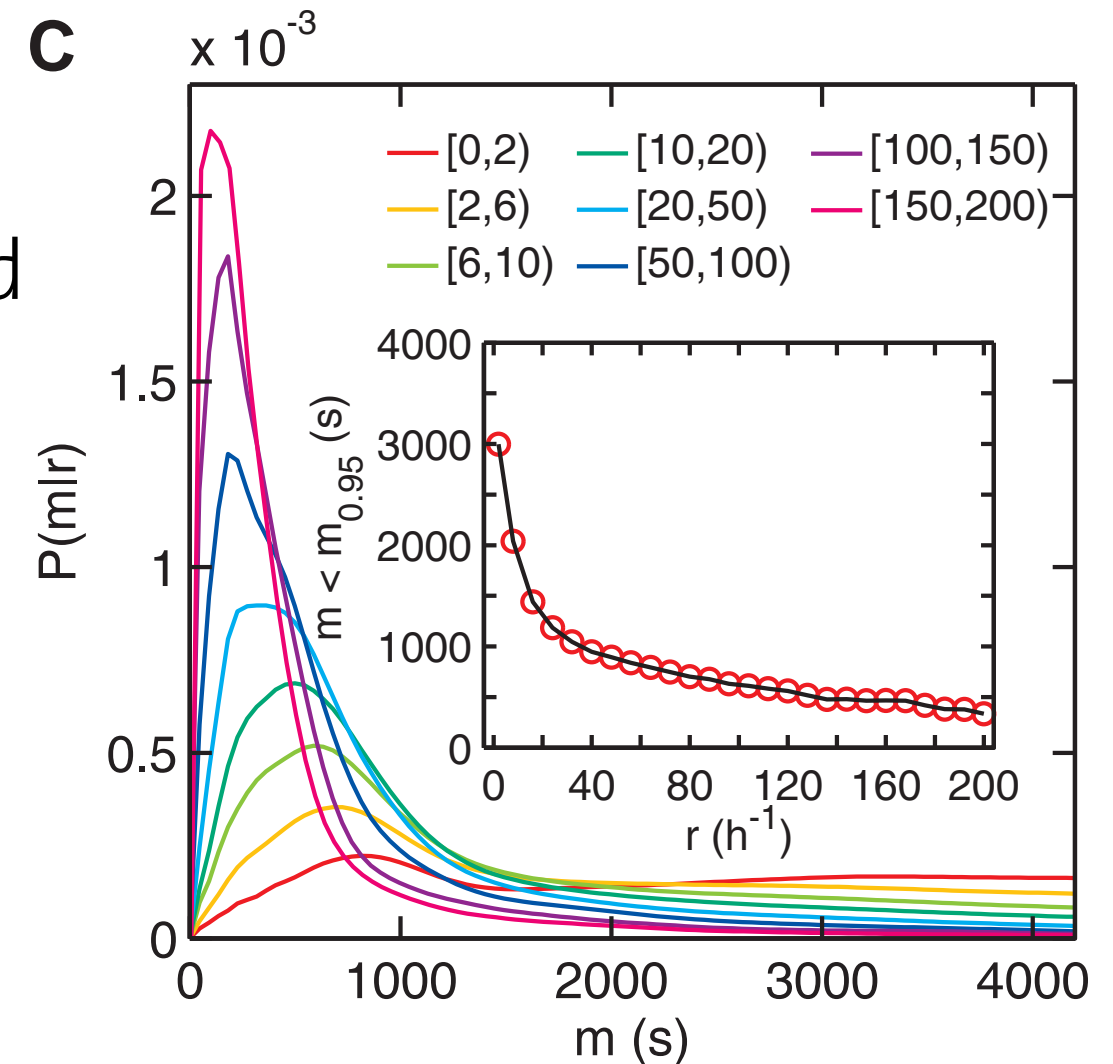 C
x 10-3
d
[0,2) [10,20) [100,150)
[2,6) [20,50) [150,200)
[6,10) [50,100)
P(mlr)
2
1.5
1
0.5
0
0 1000 2000 3000 4000
m (s)
m < m0.95 (s)
4000
3000
2000
1000
0
0 40 80 120 160 200
r (h-1)